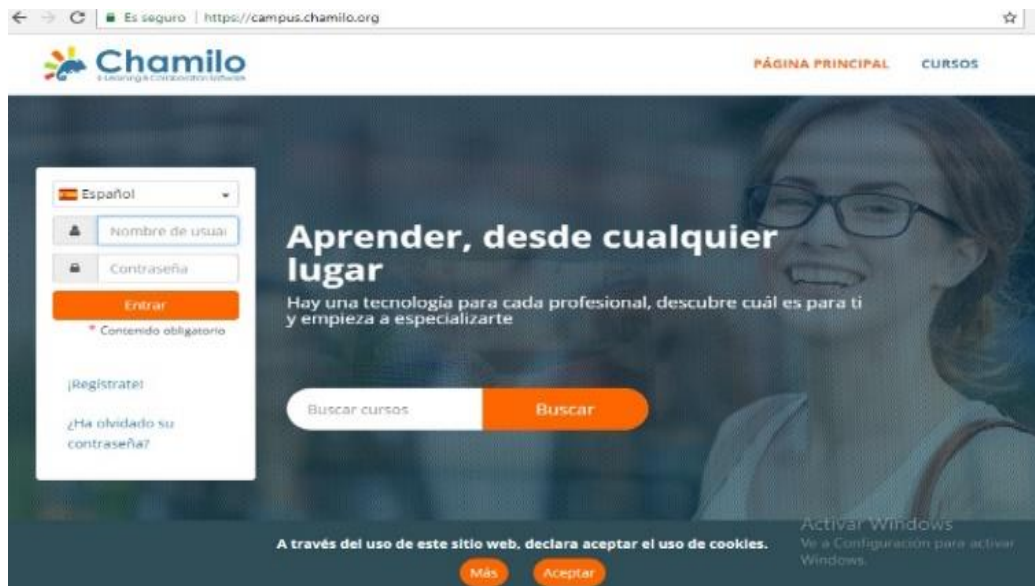 Es seguro | https://campus.chamilo.org
Chamilo
e-Learning & Collaboration Software
PÁGINA PRINCIPAL CURSOS
Español
Nombre de usuai
Contraseña
Entrar
* Contenido obligatorio
¡Regístrate!
¿Ha olvidado su
contraseña?
Aprender, desde cualquier
lugar
Hay una tecnología para cada profesional, descubre cuál es para ti
y empieza a especializarte
Buscar cursos Buscar
Activar Windows
Ve a Configuración para activar
Windows.
A través del uso de este sitio web, declara aceptar el uso de cookies.
Más Aceptar